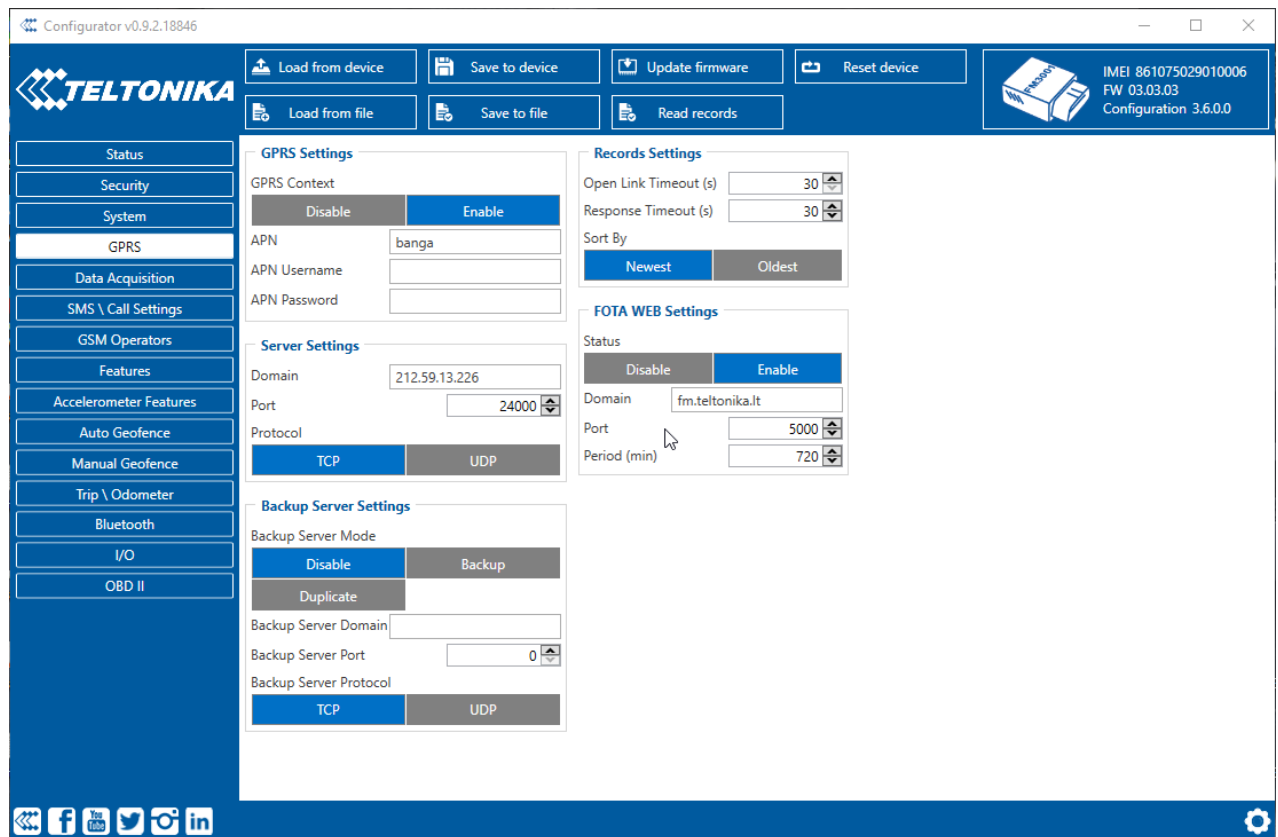 Configurator v0.9.2.18846
TELTONIKA
Load from device
Save to device
Update firmware
Reset device
Load from file
Save to file
Read records
FM3001
IMEI 861075029010006
FW 03.03.03
Configuration 3.6.0.0
Status
Security
System
GPRS
Data Acquisition
SMS \ Call Settings
GSM Operators
Features
Accelerometer Features
Auto Geofence
Manual Geofence
Trip \ Odometer
Bluetooth
I/O
OBD II
GPRS Settings
GPRS Context
Disable Enable
APN banga
APN Username
APN Password
Server Settings
Domain 212.59.13.226
Port 24000
Protocol
TCP UDP
Backup Server Settings
Backup Server Mode
Disable Backup
Duplicate
Backup Server Domain
Backup Server Port 0
Backup Server Protocol
TCP UDP
Records Settings
Open Link Timeout (s) 30
Response Timeout (s) 30
Sort By
Newest Oldest
FOTA WEB Settings
Status
Disable Enable
Domain fm.teltonika.lt
Port 5000
Period (min) 720
You
Tube
f
in